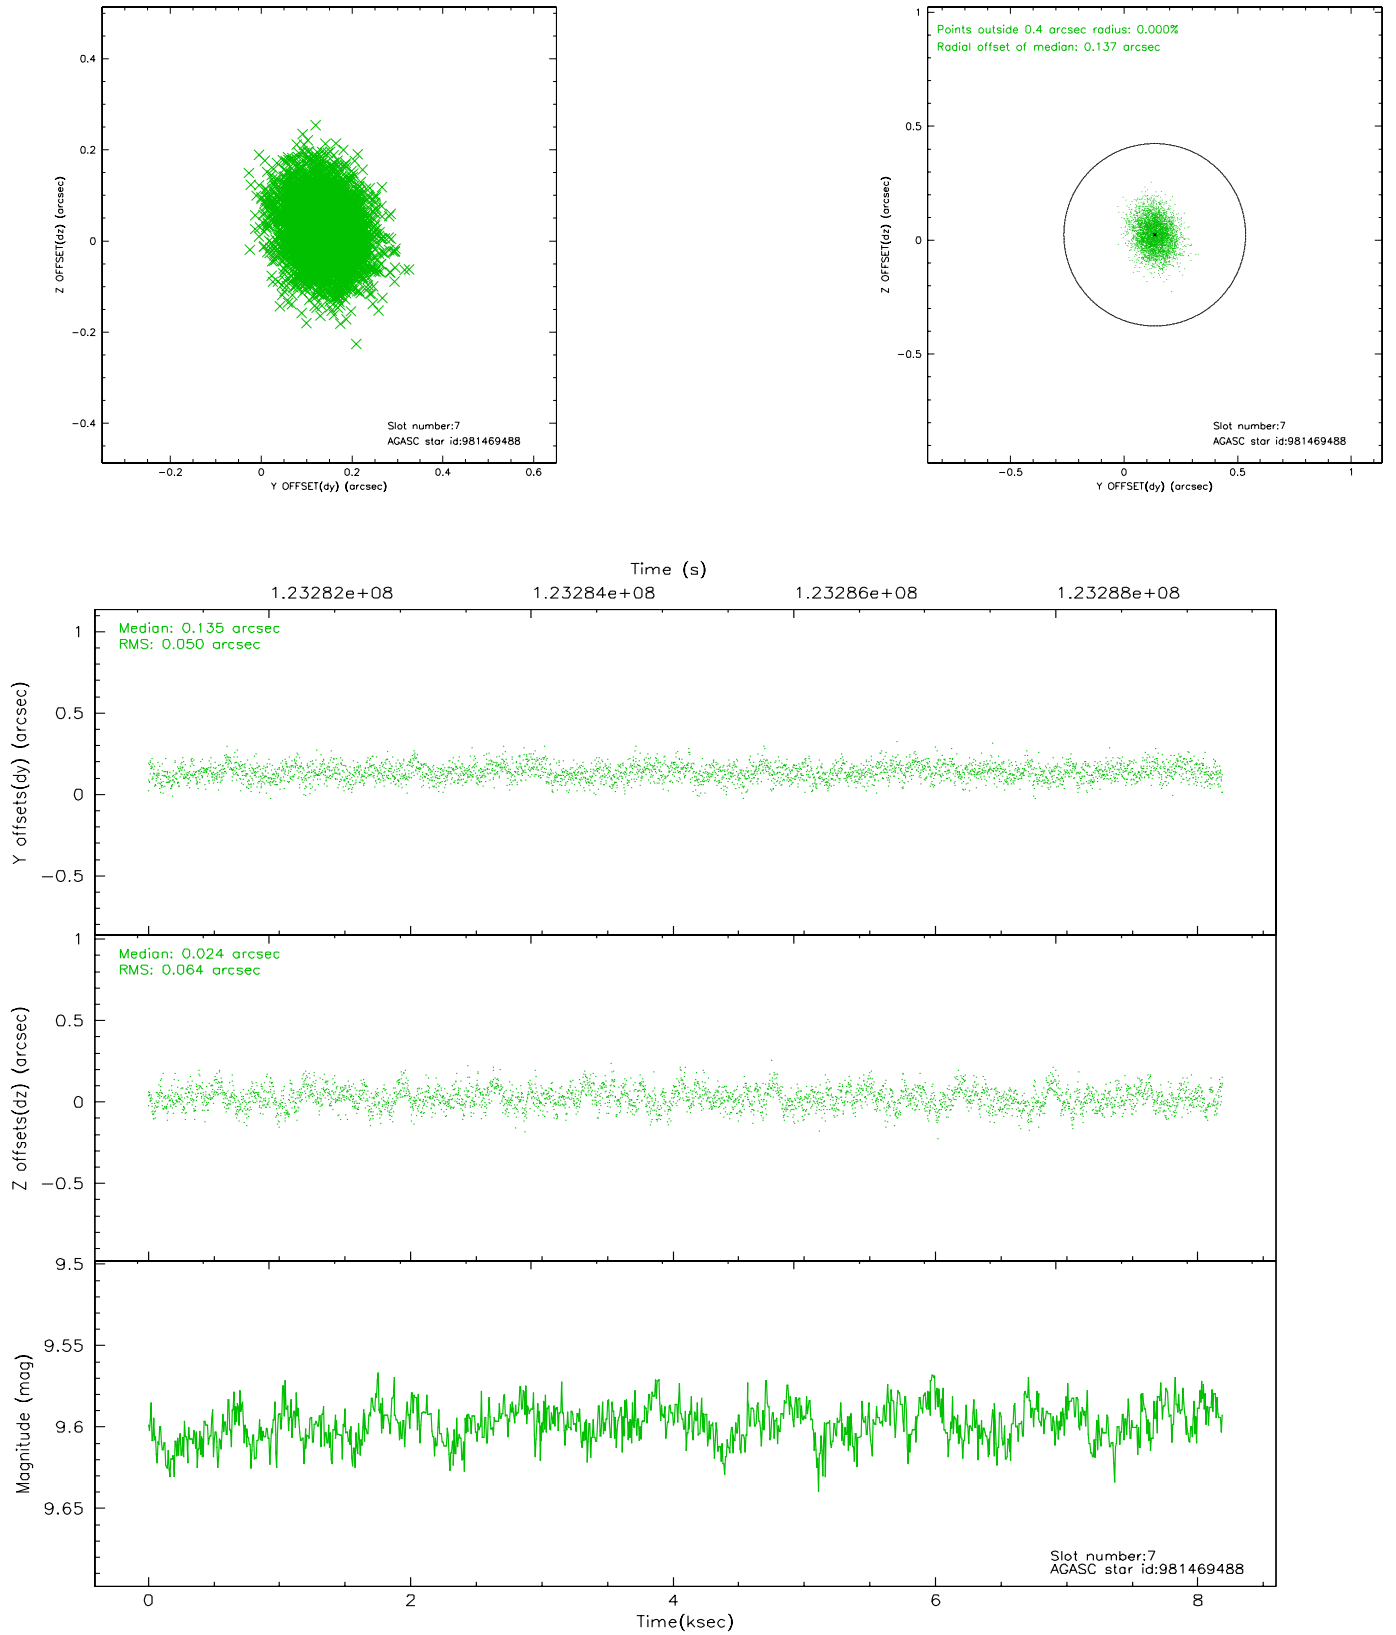 0.4
0.2
0
−0.2
−0.4
Z OFFSET(dz) (arcsec)
Slot number:7
AGASC star id:981469488
−0.2 0 0.2 0.4 0.6
Y OFFSET(dy) (arcsec)
Points outside 0.4 arcsec radius: 0.000%
Radial offset of median: 0.137 arcsec
1
0.5
0
−0.5
Z OFFSET(dz) (arcsec)
Slot number:7
AGASC star id:981469488
−0.5 0 0.5 1
Y OFFSET(dy) (arcsec)
Time (s)
1.23282e+08 1.23284e+08 1.23286e+08 1.23288e+08
Median: 0.135 arcsec
RMS: 0.050 arcsec
1
0.5
0
−0.5
Y offsets(dy) (arcsec)
Median: 0.024 arcsec
RMS: 0.064 arcsec
1
0.5
0
−0.5
Z offsets(dz) (arcsec)
9.5
9.55
9.6
9.65
Magnitude (mag)
Slot number:7
AGASC star id:981469488
0 2 4 6 8
Time(ksec)